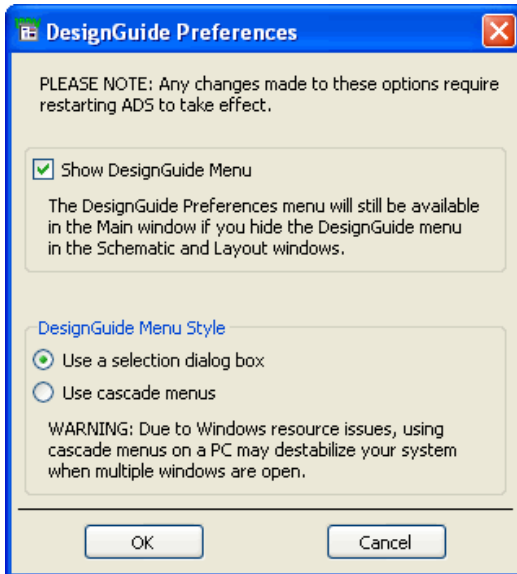 DesignGuide Preferences
PLEASE NOTE: Any changes made to these options require
restarting ADS to take effect.
Show DesignGuide Menu
The DesignGuide Preferences menu will still be available
in the Main window if you hide the DesignGuide menu
in the Schematic and Layout windows.
DesignGuide Menu Style
Use a selection dialog box
Use cascade menus
WARNING: Due to Windows resource issues, using
cascade menus on a PC may destabilize your system
when multiple windows are open.
OK
Cancel